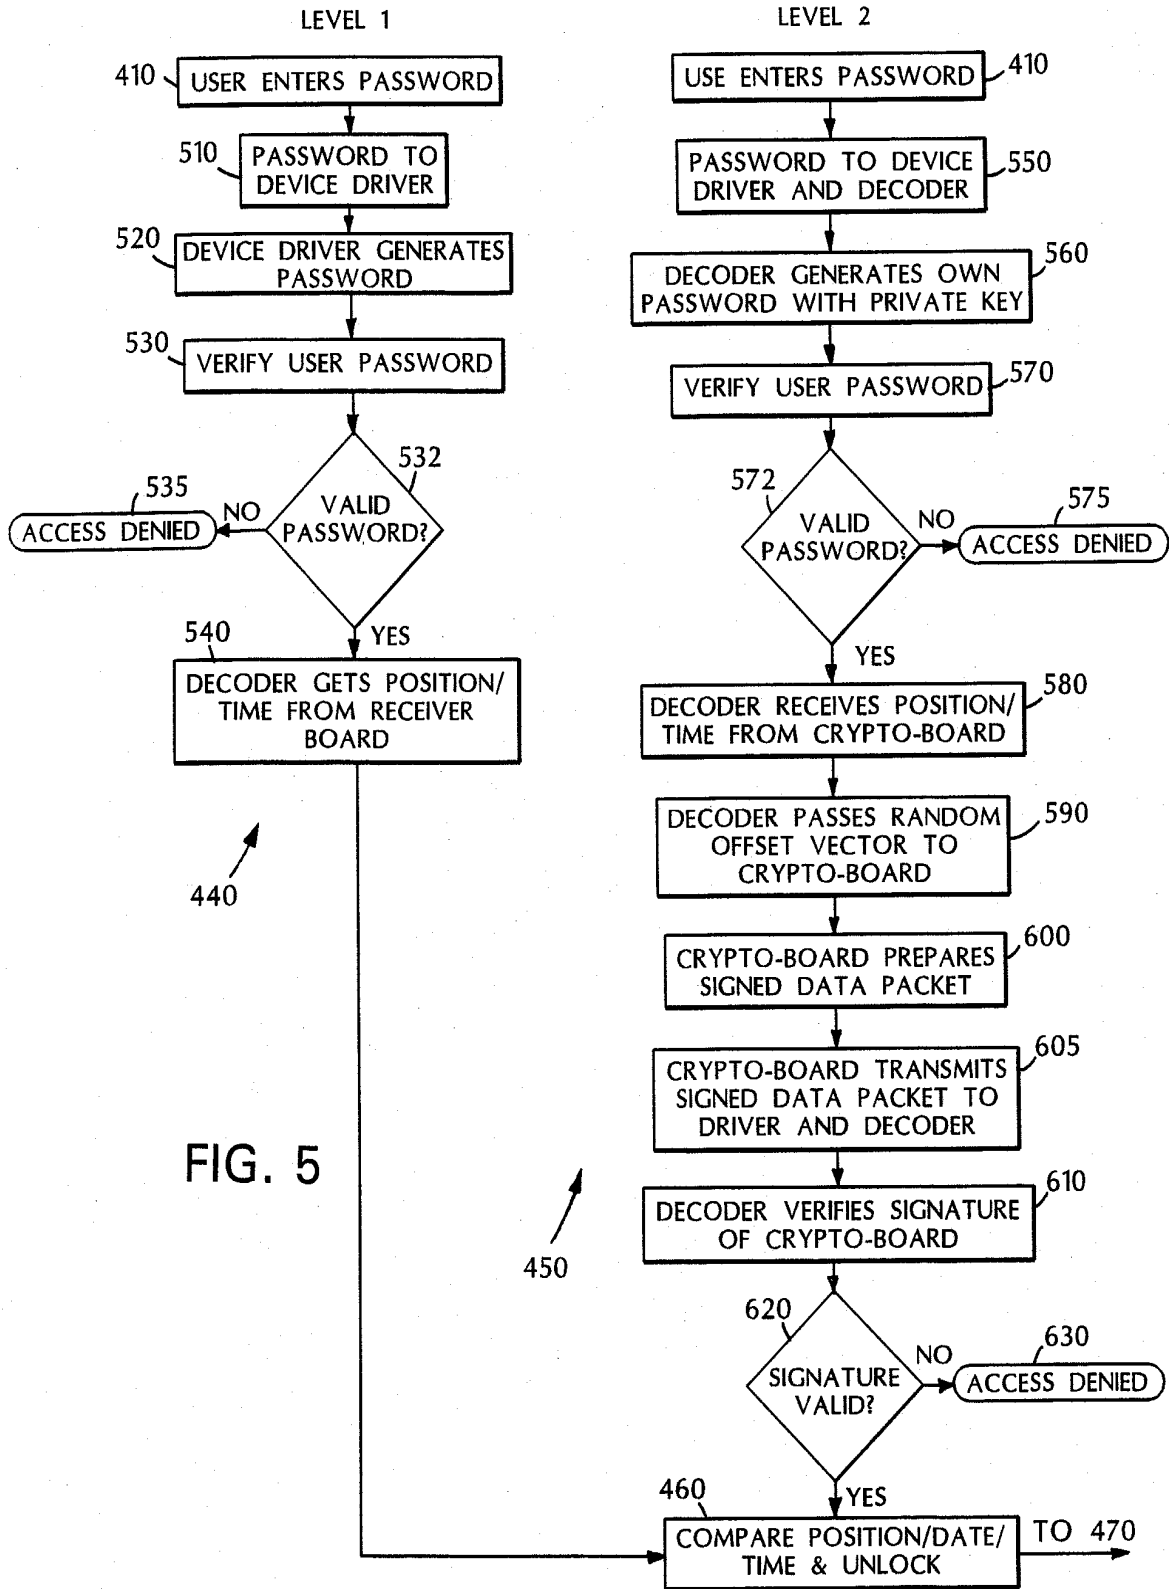 LEVEL 1
410
USER ENTERS PASSWORD
510
PASSWORD TO
DEVICE DRIVER
520
DEVICE DRIVER GENERATES
PASSWORD
530
VERIFY USER PASSWORD
532
VALID
PASSWORD?
NO
535
ACCESS DENIED
YES
540
DECODER GETS POSITION/
TIME FROM RECEIVER
BOARD
440
LEVEL 2
USE ENTERS PASSWORD
410
PASSWORD TO DEVICE
DRIVER AND DECODER
550
DECODER GENERATES OWN
PASSWORD WITH PRIVATE KEY
560
VERIFY USER PASSWORD
570
572
VALID
PASSWORD?
NO
575
ACCESS DENIED
YES
580
DECODER RECEIVES POSITION/
TIME FROM CRYPTO-BOARD
590
DECODER PASSES RANDOM
OFFSET VECTOR TO
CRYPTO-BOARD
600
CRYPTO-BOARD PREPARES
SIGNED DATA PACKET
605
CRYPTO-BOARD TRANSMITS
SIGNED DATA PACKET TO
DRIVER AND DECODER
610
DECODER VERIFIES SIGNATURE
OF CRYPTO-BOARD
450
620
SIGNATURE
VALID?
NO
630
ACCESS DENIED
YES
460
COMPARE POSITION/DATE/
TIME & UNLOCK
TO 470
FIG. 5